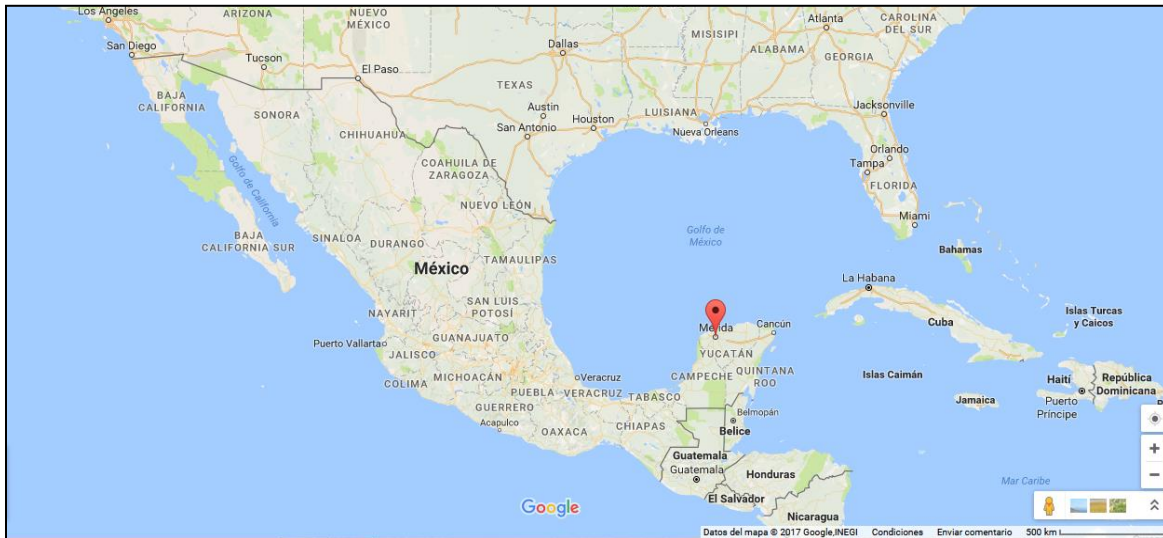 Los Angeles
ARIZONA
NUEVO
MÉXICO
Atlanta
CAROLINA
DEL SUR
San Diego
Dallas
MISISIPI
ALABAMA
GEORGIA
Tucson
El Paso
TEXAS
BAJA
CALIFORNIA
SONORA
Austin
Houston
LUISIANA
Jacksonville
San Antonio
Nueva Orleans
CHIHUAHUA
COAHUILA DE
ZARAGOZA
Orlando
Tampa
FLORIDA
Golfo de California
NUEVO LEÓN
Miami
BAJA
CALIFORNIA SUR
SINALOA
DURANGO
Golfo de
México
TAMAULIPAS
Bahamas
México
La Habana
SAN LUIS
POTOSÍ
NAYARIT
Mérida
Cancún
Cuba
Islas Turcas
y Caicos
Puerto Vallarta
GUANAJUATO
JALISCO
YUCATÁN
COLIMA
MICHOACÁN
Veracruz
CAMPECHE
QUINTANA
ROO
Islas Caimán
Haití
República
Dominicana
PUEBLA
VERACRUZ
TABASCO
Jamaica
Puerto
Príncipe
GUERRERO
Acapulco
OAXACA
CHIAPAS
Belmopán
Belice
Guatemala
Guatemala
Honduras
El Salvador
Nicaragua
Mar Caribe
Google
Datos del mapa © 2017 Google,INEGI Condiciones Enviar comentario 500 km